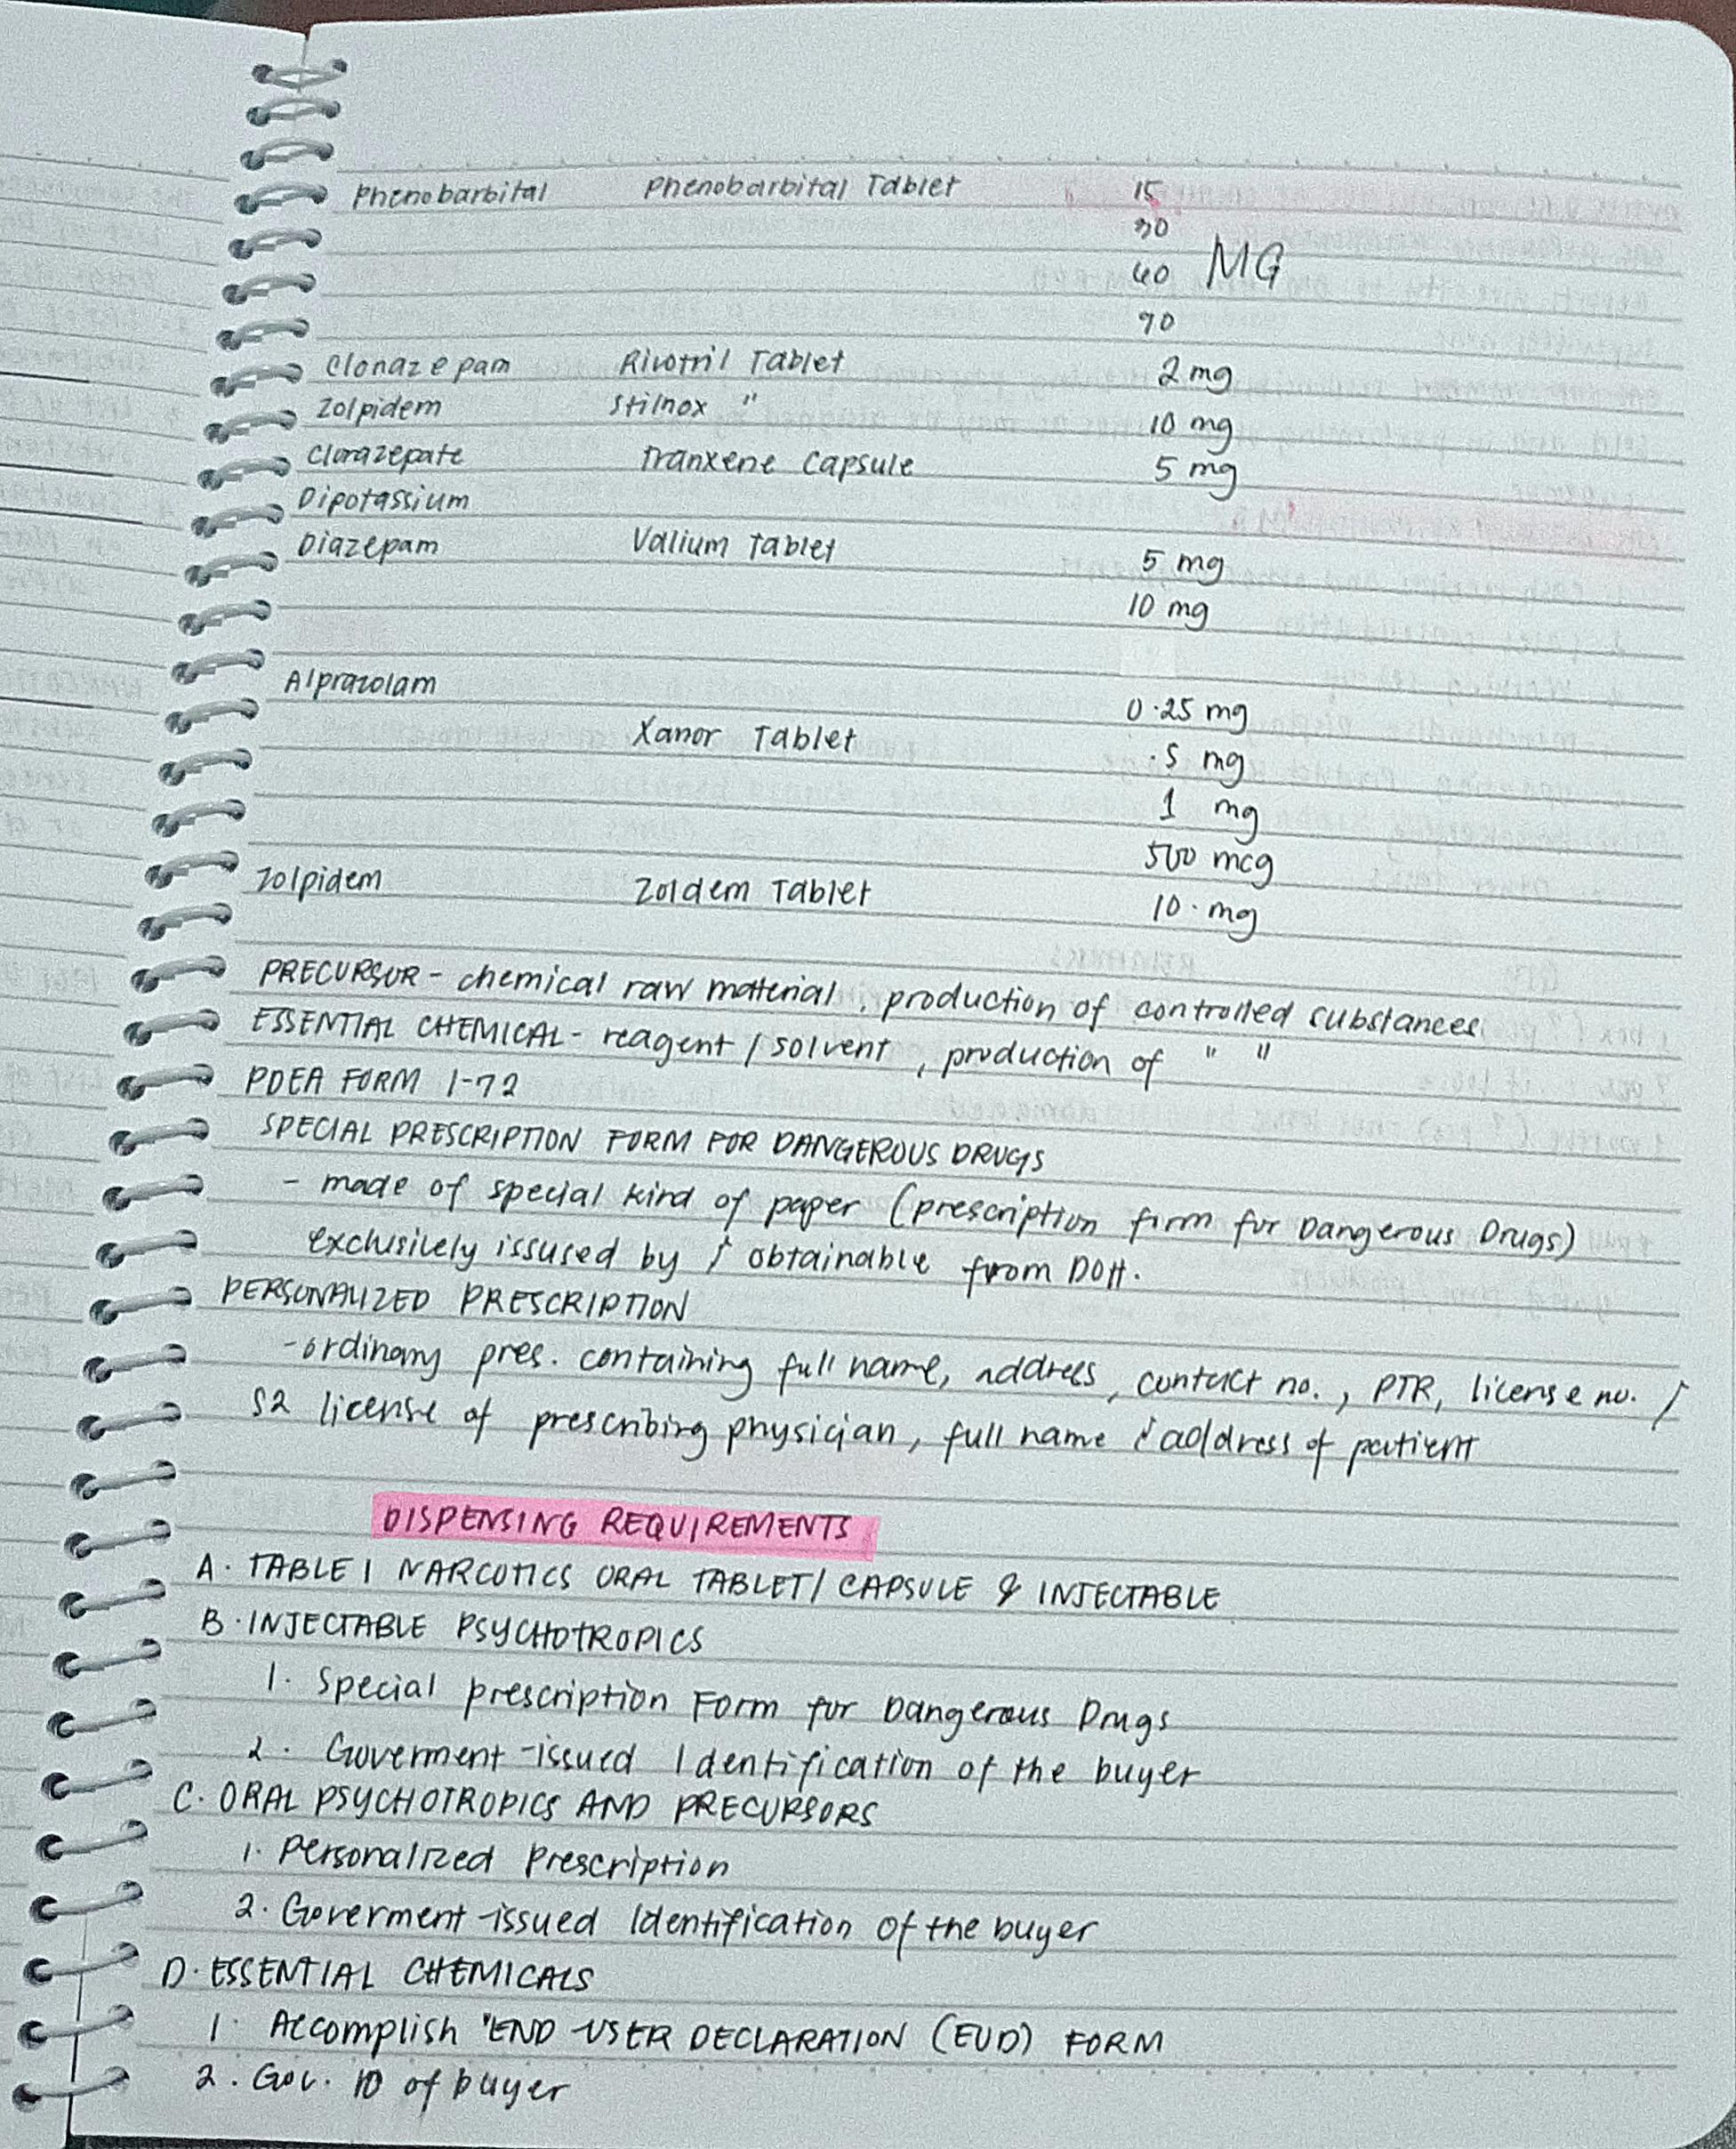 Phenobarbital Phenobarbital Tablet 15
30
60 MG
90
Clonazepam Rivotril Tablet 2 mg
Zolpidem Stilnox " 10 mg
Clorazepate Tranxene Capsule 5 mg
Dipotassium
Diazepam Valium Tablet 5 mg
10 mg
Alprazolam 0.25 mg
Xanor Tablet .5 mg
1 mg
500 mcg
Zolpidem Zoldem Tablet 10 mg
PRECURSOR - chemical raw material, production of controlled substances
ESSENTIAL CHEMICAL - reagent / solvent, production of " "
PDEA FORM 1-72
SPECIAL PRESCRIPTION FORM FOR DANGEROUS DRUGS
- made of special kind of paper (prescription form for Dangerous Drugs)
exclusilely issused by & obtainable from DOH.
PERSONALIZED PRESCRIPTION
- ordinary pres. containing full name, address, contact no., PTR, license no. &
S2 license of prescribing physician, full name & address of patient
DISPENSING REQUIREMENTS
A. TABLE 1 NARCOTICS ORAL TABLET/CAPSULE & INJECTABLE
B. INJECTABLE PSYCHOTROPICS
1. Special prescription Form for Dangerous Drugs
2. Goverment-issued Identification of the buyer
C. ORAL PSYCHOTROPICS AND PRECURSORS
1. Personalized Prescription
2. Goverment-issued Identification of the buyer
D. ESSENTIAL CHEMICALS
1. Accomplish "END-USER DECLARATION (EUD) FORM
2. Gov. ID of buyer